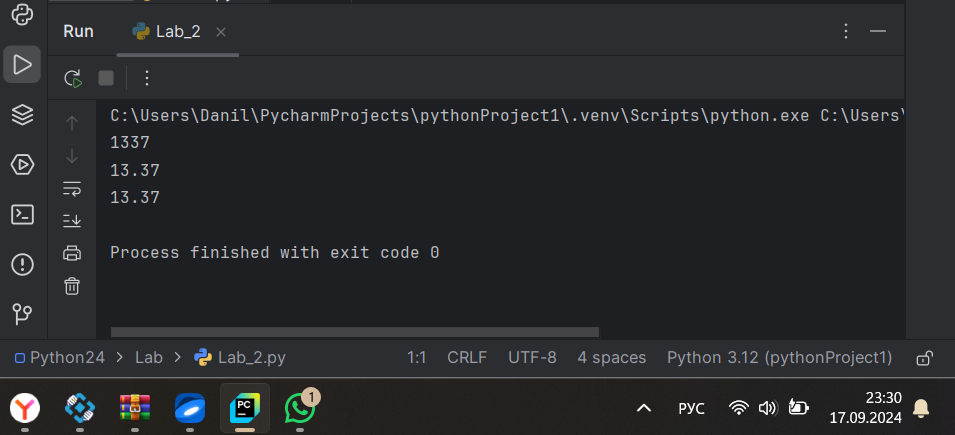 Run Lab_2
C:\Users\Danil\PycharmProjects\pythonProject1\.venv\Scripts\python.exe C:\Users\
1337
13.37
13.37
Process finished with exit code 0
Python24 > Lab > Lab_2.py 1:1 CRLF UTF-8 4 spaces Python 3.12 (pythonProject1)
PC 1 РУС 23:30
17.09.2024